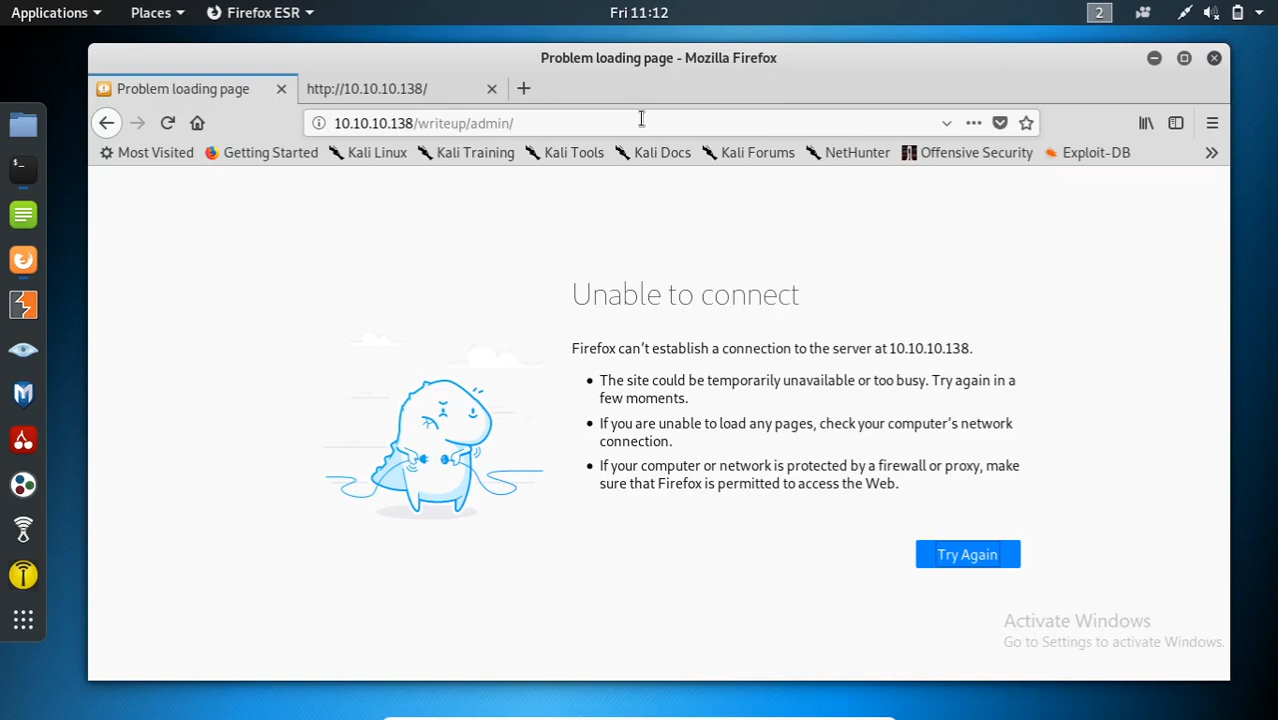 Applications Places Firefox ESR Fri 11:12 2
Problem loading page - Mozilla Firefox
Problem loading page http://10.10.10.138/
10.10.10.138/writeup/admin/
Most Visited Getting Started Kali Linux Kali Training Kali Tools Kali Docs Kali Forums NetHunter Offensive Security Exploit-DB
Unable to connect
Firefox can’t establish a connection to the server at 10.10.10.138.
The site could be temporarily unavailable or too busy. Try again in a
few moments.
If you are unable to load any pages, check your computer’s network
connection.
If your computer or network is protected by a firewall or proxy, make
sure that Firefox is permitted to access the Web.
Try Again
Activate Windows
Go to Settings to activate Windows.